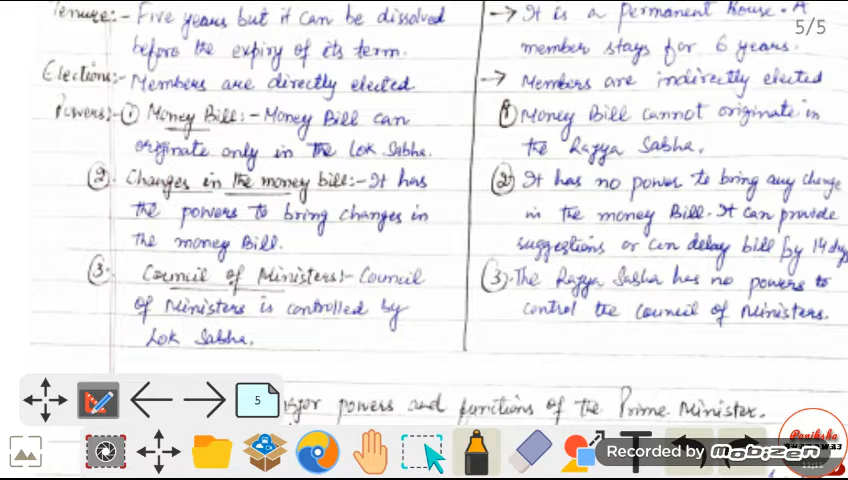 Tenure:- Five years but it can be dissolved
before the expiry of its term.
Elections:- Members are directly elected
Powers:- ① Money Bill:- Money Bill can
originate only in the Lok Sabha.
② Changes in the money bill:- It has
the powers to bring changes in
the money Bill.
③ Council of Ministers:- Council
of Ministers is controlled by
Lok Sabha.
→ It is a permanent House. A
member stays for 6 years.
→ Members are indirectly elected
① Money Bill cannot originate in
the Rajya Sabha.
② It has no power to bring any change
in the money Bill. It can provide
suggestions or can delay bill by 14 days
③ The Rajya Sabha has no powers to
control the Council of Ministers.
5/5
powers and functions of the Prime Minister.
5
T
Recorded by
MOBIZEN